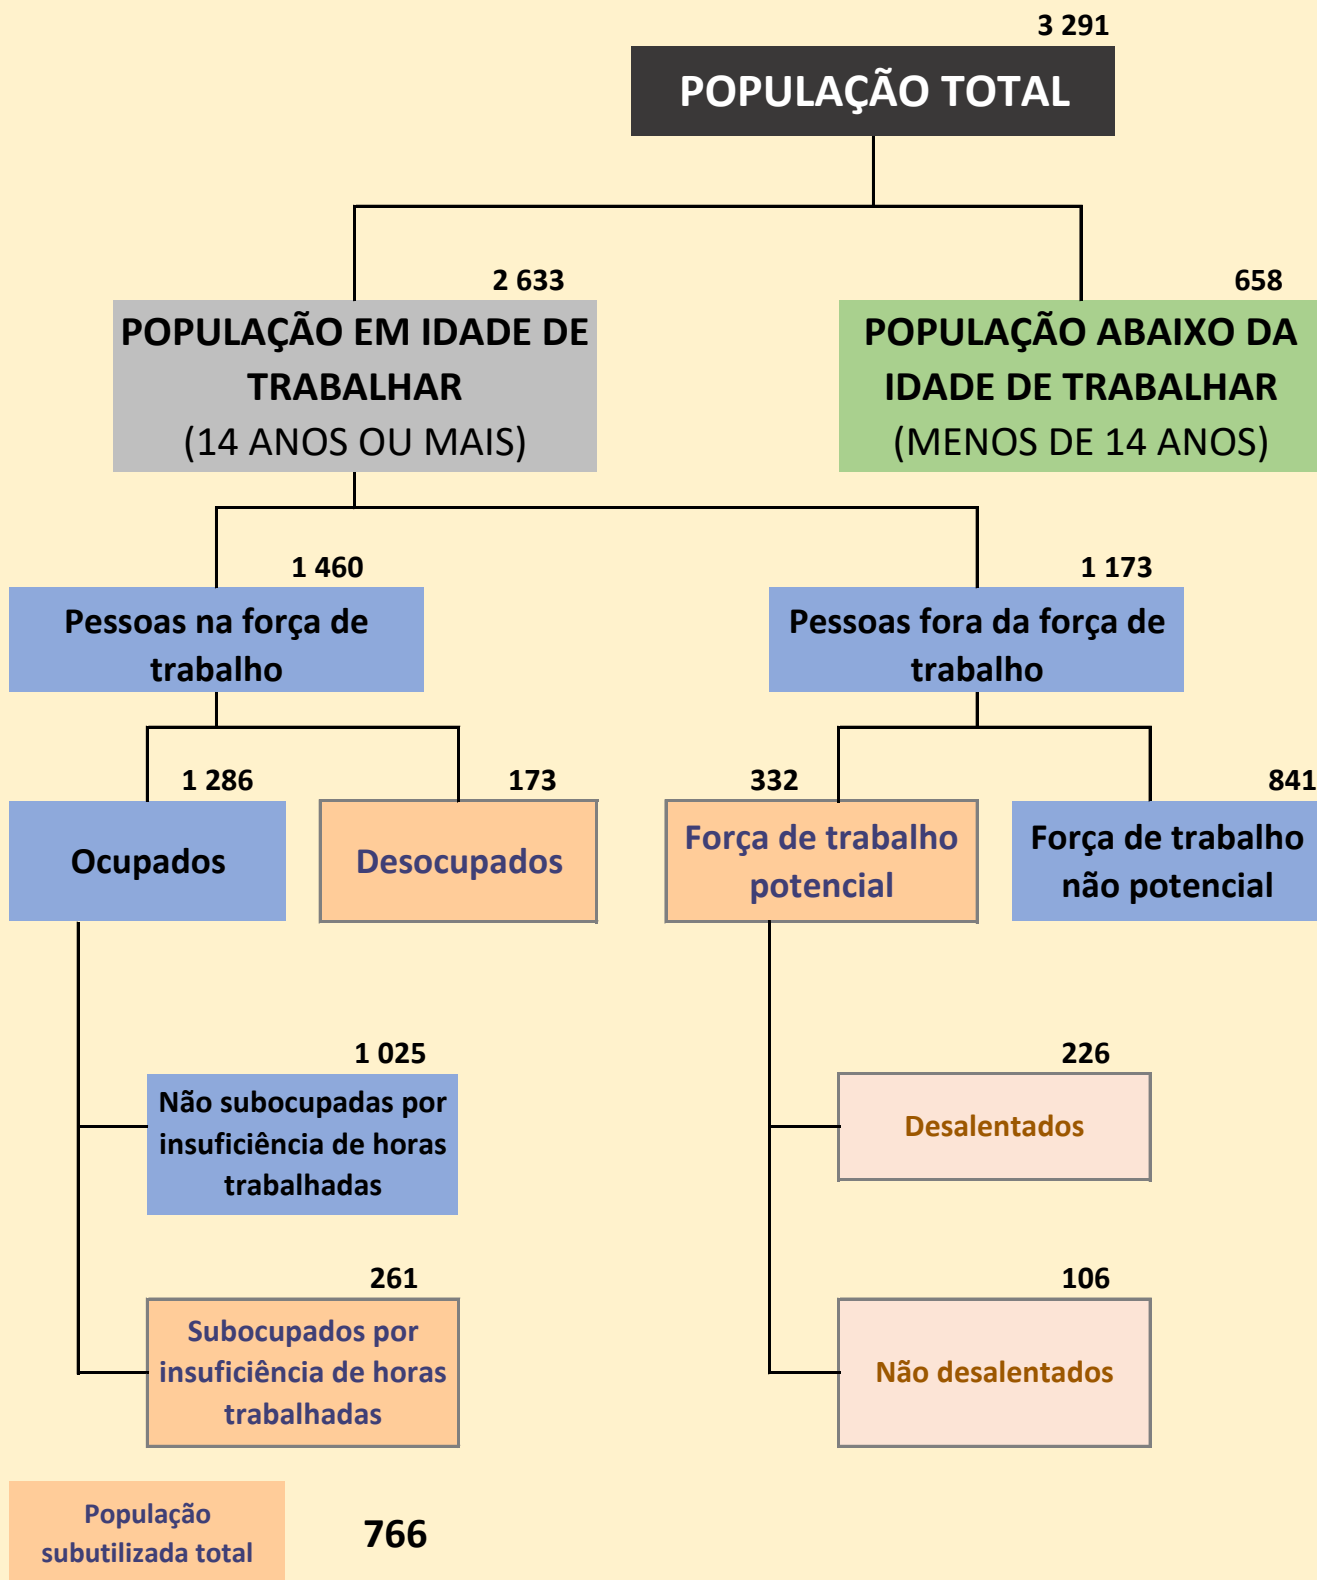 3 291
POPULAÇÃO TOTAL
2 633
POPULAÇÃO EM IDADE DE
TRABALHAR
(14 ANOS OU MAIS)
658
POPULAÇÃO ABAIXO DA
IDADE DE TRABALHAR
(MENOS DE 14 ANOS)
1 460
Pessoas na força de
trabalho
1 173
Pessoas fora da força de
trabalho
1 286
Ocupados
173
Desocupados
332
Força de trabalho
potencial
841
Força de trabalho
não potencial
1 025
Não subocupadas por
insuficiência de horas
trabalhadas
226
Desalentados
261
Subocupados por
insuficiência de horas
trabalhadas
106
Não desalentados
População
subutilizada total
766